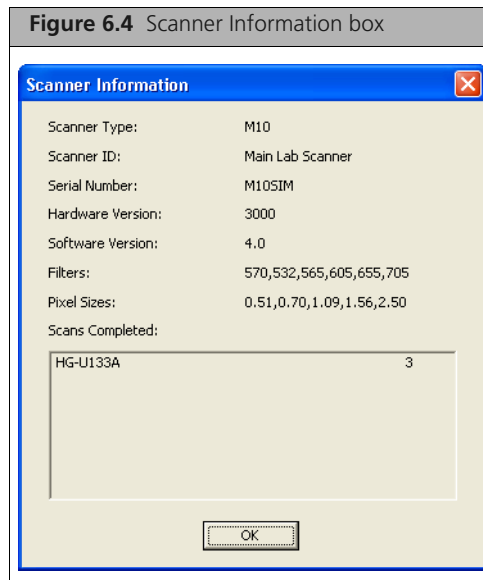 Figure 6.4 Scanner Information box
Scanner Information
Scanner Type: M10
Scanner ID: Main Lab Scanner
Serial Number: M10SIM
Hardware Version: 3000
Software Version: 4.0
Filters: 570,532,565,605,655,705
Pixel Sizes: 0.51,0.70,1.09,1.56,2.50
Scans Completed:
HG-U133A 3
OK